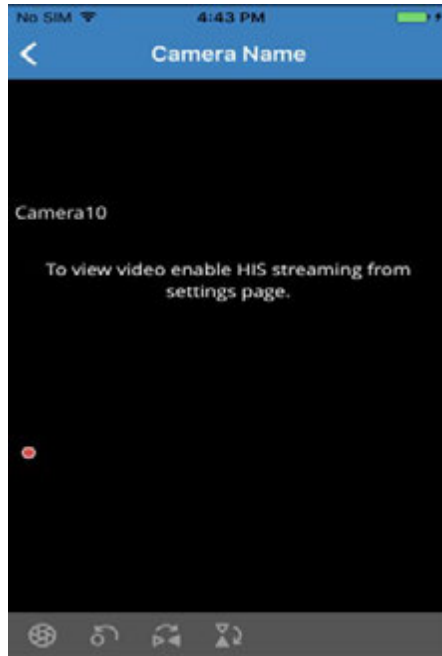 No SIM 4:43 PM
Camera Name
Camera10
To view video enable HIS streaming from
settings page.